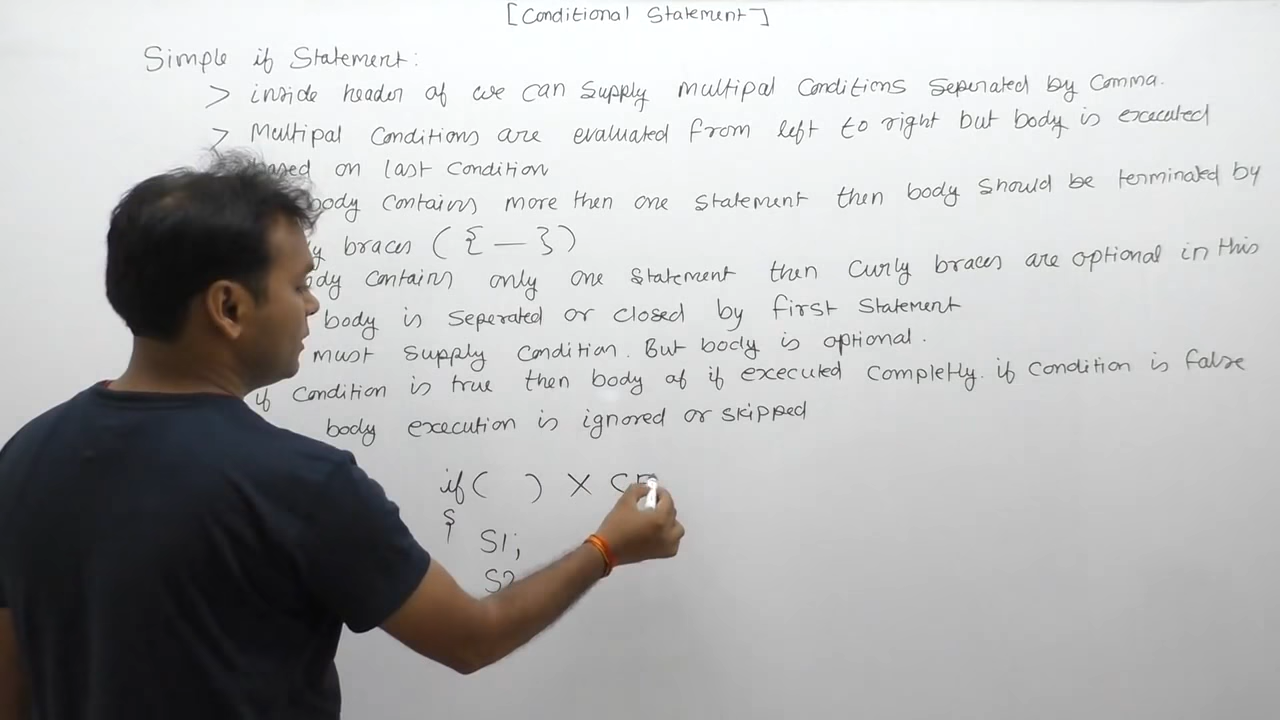 [Conditional Statement]
Simple if Statement:
> inside header of we can supply multipal conditions seperated by comma.
> Multipal conditions are evaluated from left to right but body is executed
based on last condition
body contains more then one statement then body should be terminated by
braces ({ — })
contains only one statement then curly braces are optional in this
body is seperated or closed by first statement
must supply condition. But body is optional.
if condition is true then body of if executed completly. if condition is false
body execution is ignored or skipped
if( ) X
{
S1;
S2